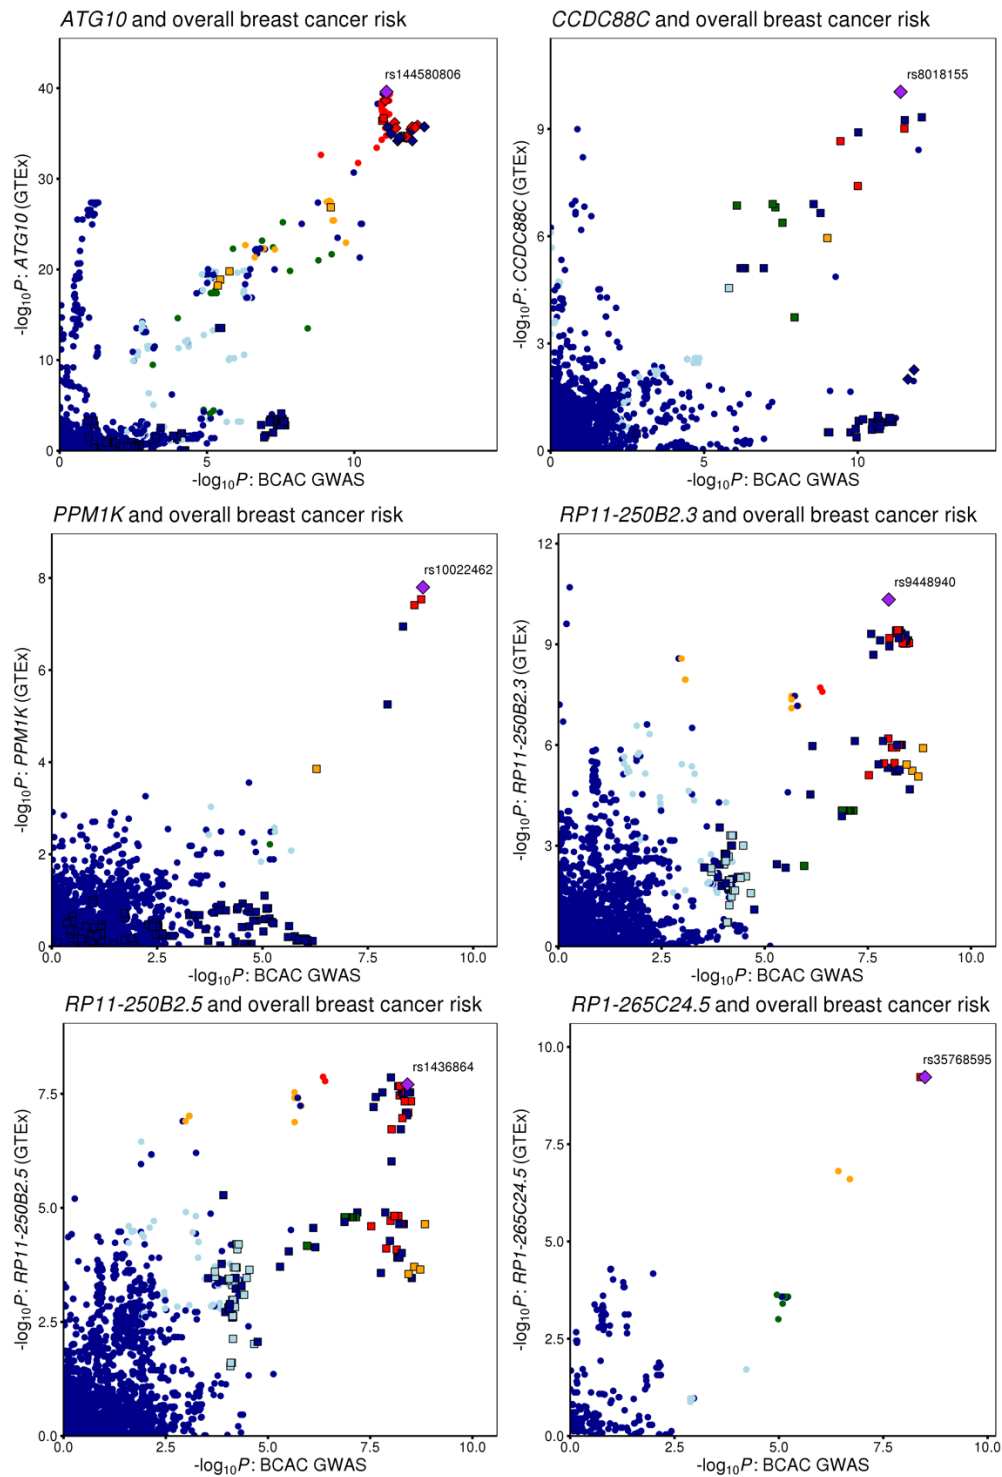 ATG10 and overall breast cancer risk
rs144580806
-log10P: ATG10 (GTEx)
40
30
20
10
0
0 5 10
-log10P: BCAC GWAS
CCDC88C and overall breast cancer risk
rs8018155
-log10P: CCDC88C (GTEx)
9
6
3
0
0 5 10
-log10P: BCAC GWAS
PPM1K and overall breast cancer risk
rs10022462
-log10P: PPM1K (GTEx)
8
6
4
2
0
0.0 2.5 5.0 7.5 10.0
-log10P: BCAC GWAS
RP11-250B2.3 and overall breast cancer risk
rs9448940
-log10P: RP11-250B2.3 (GTEx)
12
9
6
3
0
0.0 2.5 5.0 7.5 10.0
-log10P: BCAC GWAS
RP11-250B2.5 and overall breast cancer risk
rs1436864
-log10P: RP11-250B2.5 (GTEx)
7.5
5.0
2.5
0.0
0.0 2.5 5.0 7.5 10.0
-log10P: BCAC GWAS
RP1-265C24.5 and overall breast cancer risk
rs35768595
-log10P: RP1-265C24.5 (GTEx)
10.0
7.5
5.0
2.5
0.0
0.0 2.5 5.0 7.5 10.0
-log10P: BCAC GWAS